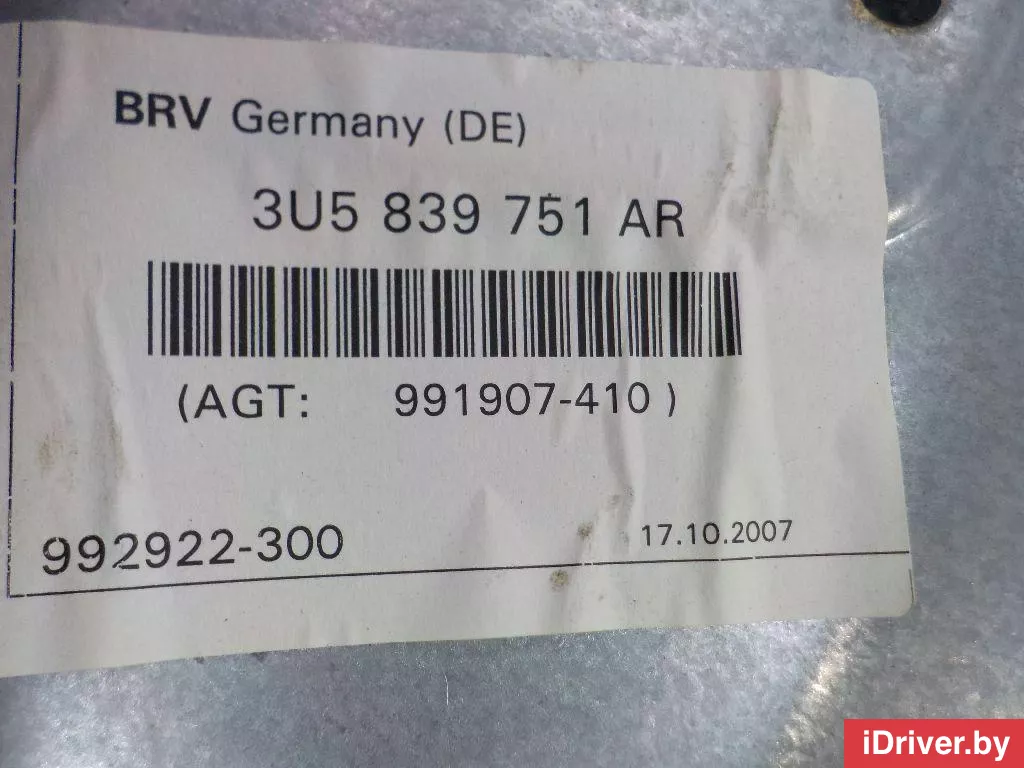 BRV Germany (DE)
3U5 839 751 AR
(AGT: 991907-410 )
992922-300
17.10.2007
iDriver.by